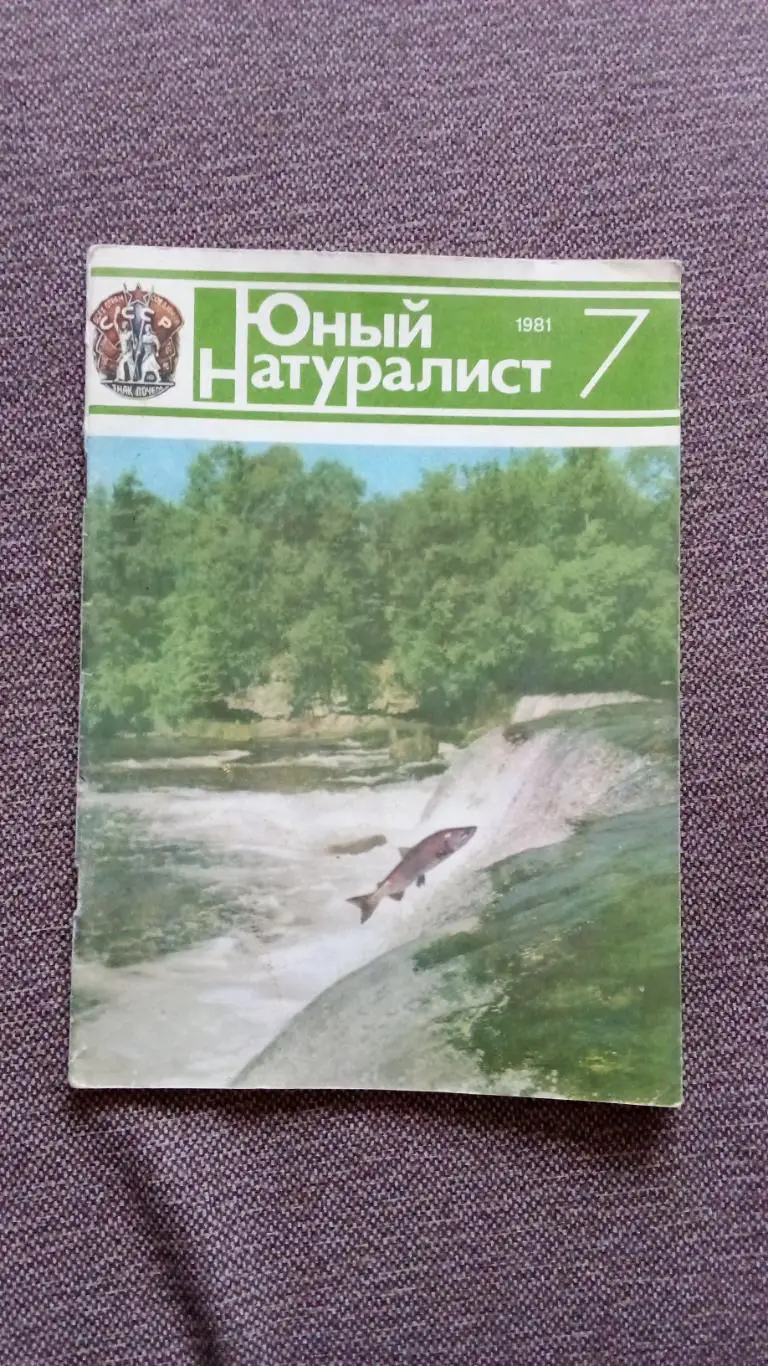 Юный
Натуралист
1981
7
СССР
ЗНАК ПОЧЕТА